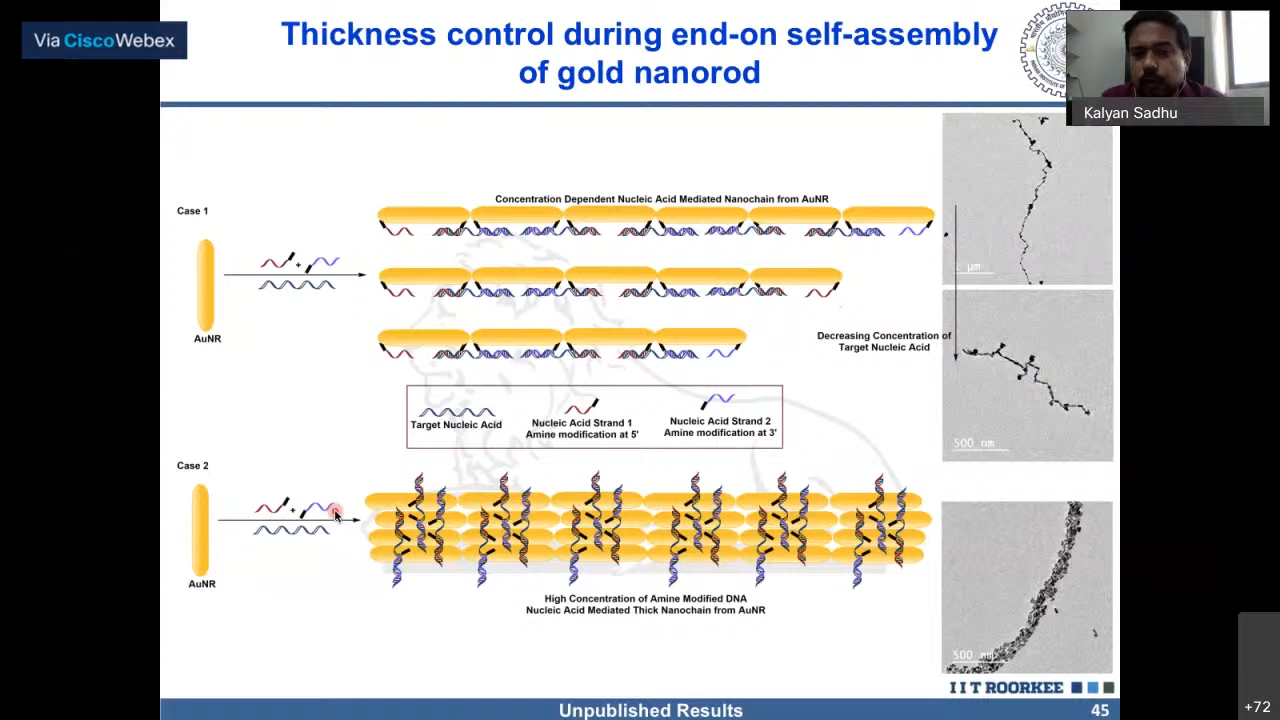 Via CiscoWebex
Thickness control during end-on self-assembly
of gold nanorod
Kalyan Sadhu
Case 1
Concentration Dependent Nucleic Acid Mediated Nanochain from AuNR
+
AuNR
1 µm
Decreasing Concentration of
Target Nucleic Acid
Target Nucleic Acid
Nucleic Acid Strand 1
Amine modification at 5'
Nucleic Acid Strand 2
Amine modification at 3'
500 nm
Case 2
+
AuNR
High Concentration of Amine Modified DNA
Nucleic Acid Mediated Thick Nanochain from AuNR
500 nm
IIT ROORKEE
Unpublished Results
45
+72